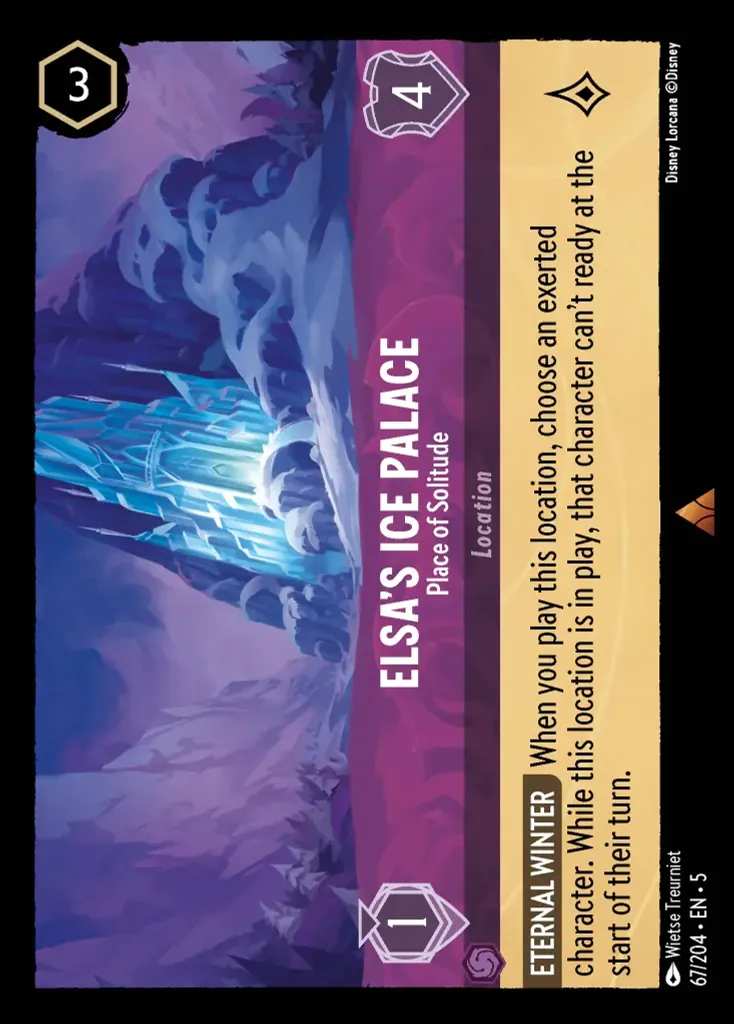 3
4
ELSA'S ICE PALACE
Place of Solitude
1
Location
ETERNAL WINTER When you play this location, choose an exerted
character. While this location is in play, that character can't ready at the
start of their turn.
Wietse Treurniet
67/204 • EN • 5
Disney Lorcana ©Disney